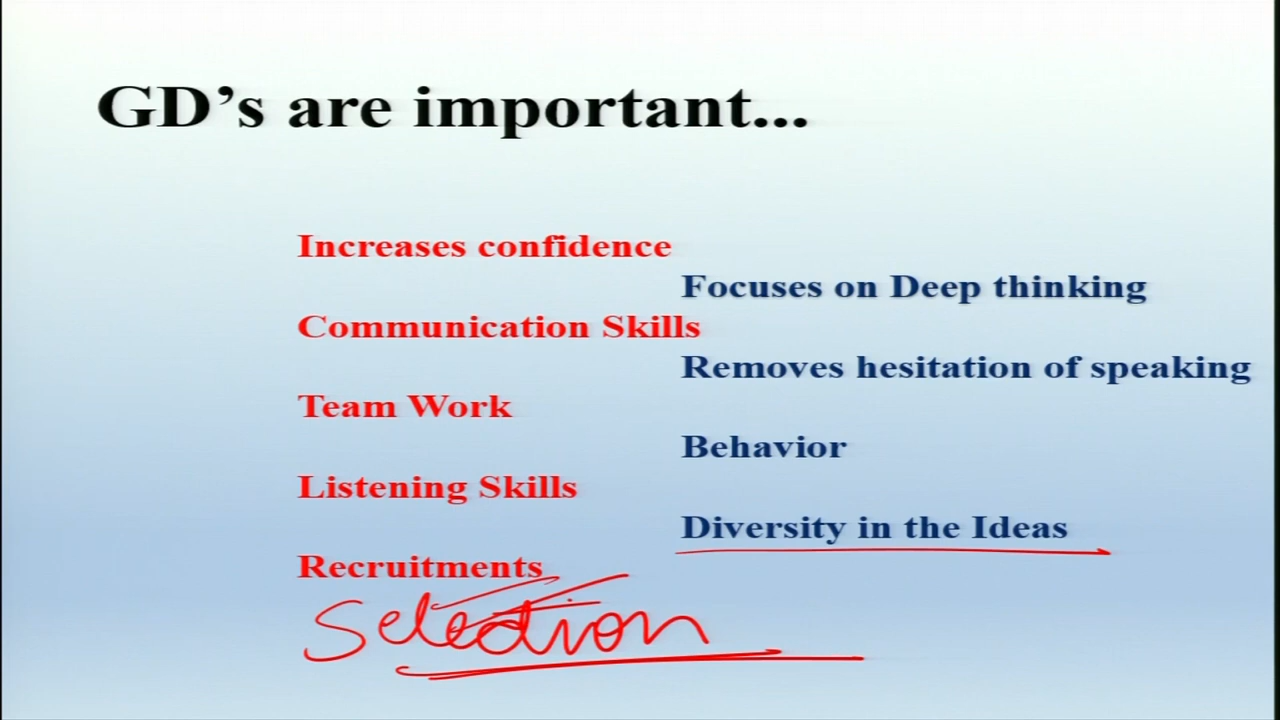 GD’s are important...
Increases confidence
Focuses on Deep thinking
Communication Skills
Removes hesitation of speaking
Team Work
Behavior
Listening Skills
Diversity in the Ideas
Recruitments
Selection